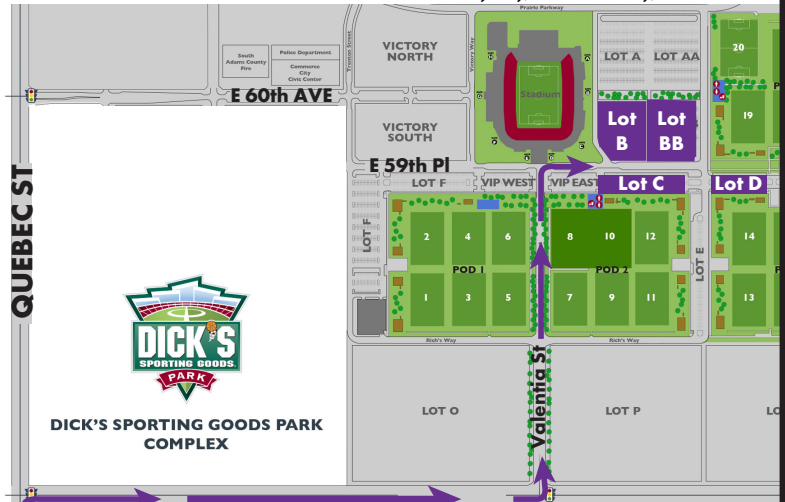 Prairie Parkway
South
Adams County
Fire
Police Department
Commerce
City
Civic Center
Trenton Street
VICTORY
NORTH
Victory Way
Stadium
LOT A
LOT AA
20
E 60th AVE
VICTORY
SOUTH
Lot
B
Lot
BB
19
E 59th Pl
LOT F
VIP WEST
VIP EAST
Lot C
Lot D
QUEBEC ST
LOT F
2
4
6
8
10
12
LOT E
14
POD 1
POD 2
P
1
3
5
7
9
11
13
DICK'S
SPORTING GOODS
PARK
Rich's Way
Rich's Way
Valentia St
DICK'S SPORTING GOODS PARK
COMPLEX
LOT O
LOT P
LO